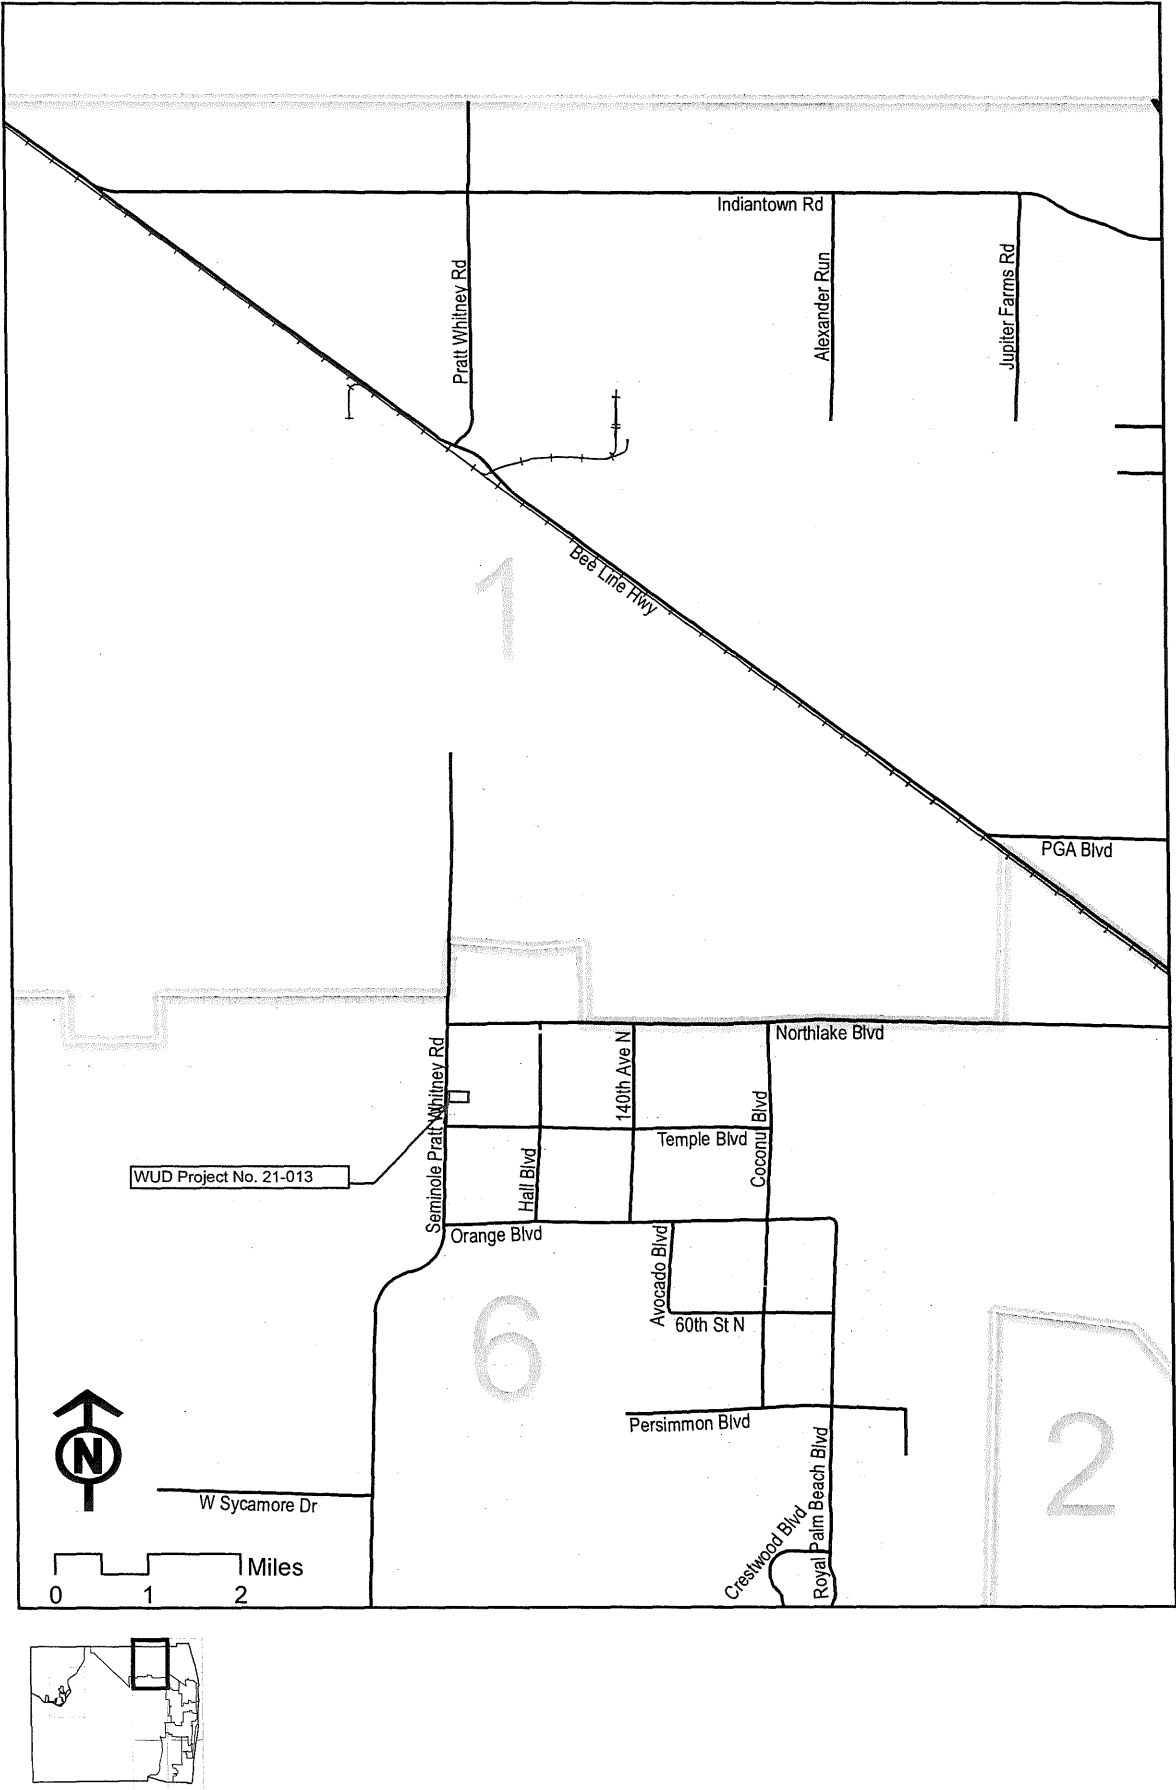 Indiantown Rd
Pratt Whitney Rd
Alexander Run
Jupiter Farms Rd
Bee Line Hwy
1
PGA Blvd
Northlake Blvd
Seminole Pratt Whitney Rd
140th Ave N
Coconut Blvd
Temple Blvd
Hall Blvd
WUD Project No. 21-013
Orange Blvd
Avocado Blvd
60th St N
6
Persimmon Blvd
2
N
W Sycamore Dr
Royal Palm Beach Blvd
Crestwood Blvd
Miles
0 1 2